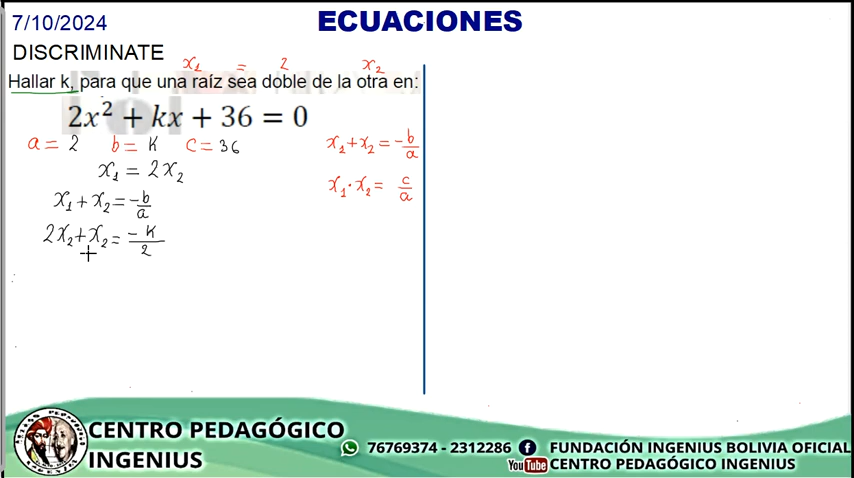 7/10/2024
ECUACIONES
DISCRIMINATE
x₁ = 2 x₂
Hallar k, para que una raíz sea doble de la otra en:
2x² + kx + 36 = 0
a = 2 b = K c = 36
x₁ = 2x₂
x₁ + x₂ = -b/a
2x₂ + x₂ = -K/2
x₁ + x₂ = -b/a
x₁ · x₂ = c/a
CENTRO PEDAGÓGICO
INGENIUS
76769374 - 2312286
FUNDACIÓN INGENIUS BOLIVIA OFICIAL
YouTube CENTRO PEDAGÓGICO INGENIUS